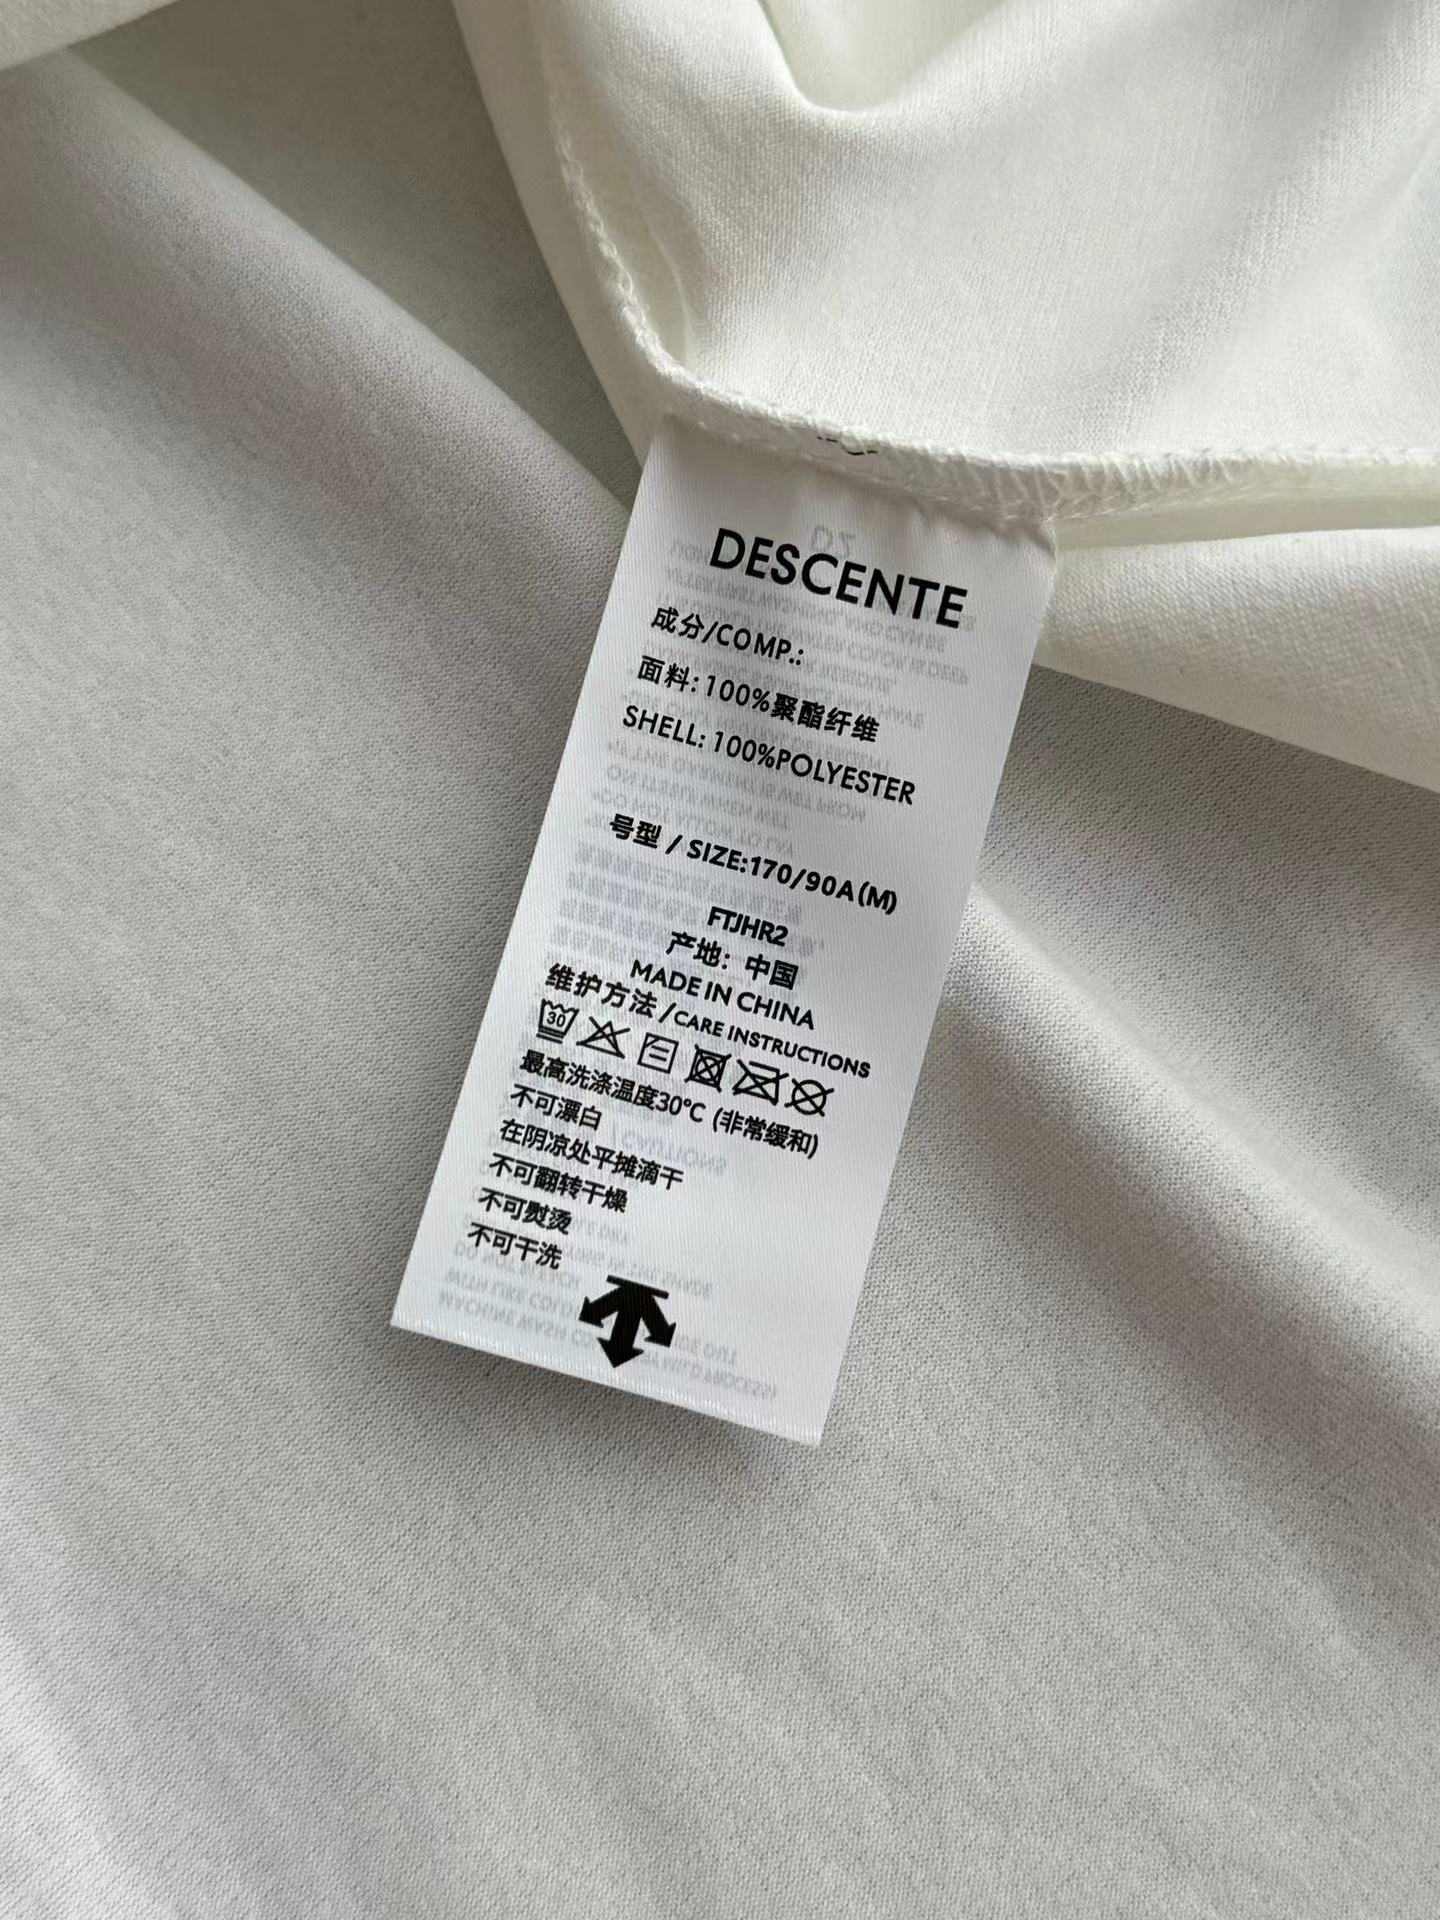 DESCENTE
成分/COMP.:
面料:100%聚酯纤维
SHELL: 100%POLYESTER
号型 / SIZE:170/90A(M)
FTJHR2
产地: 中国
MADE IN CHINA
维护方法/CARE INSTRUCTIONS
30
最高洗涤温度30℃ (非常缓和)
不可漂白
在阴凉处平摊滴干
不可翻转干燥
不可熨烫
不可干洗